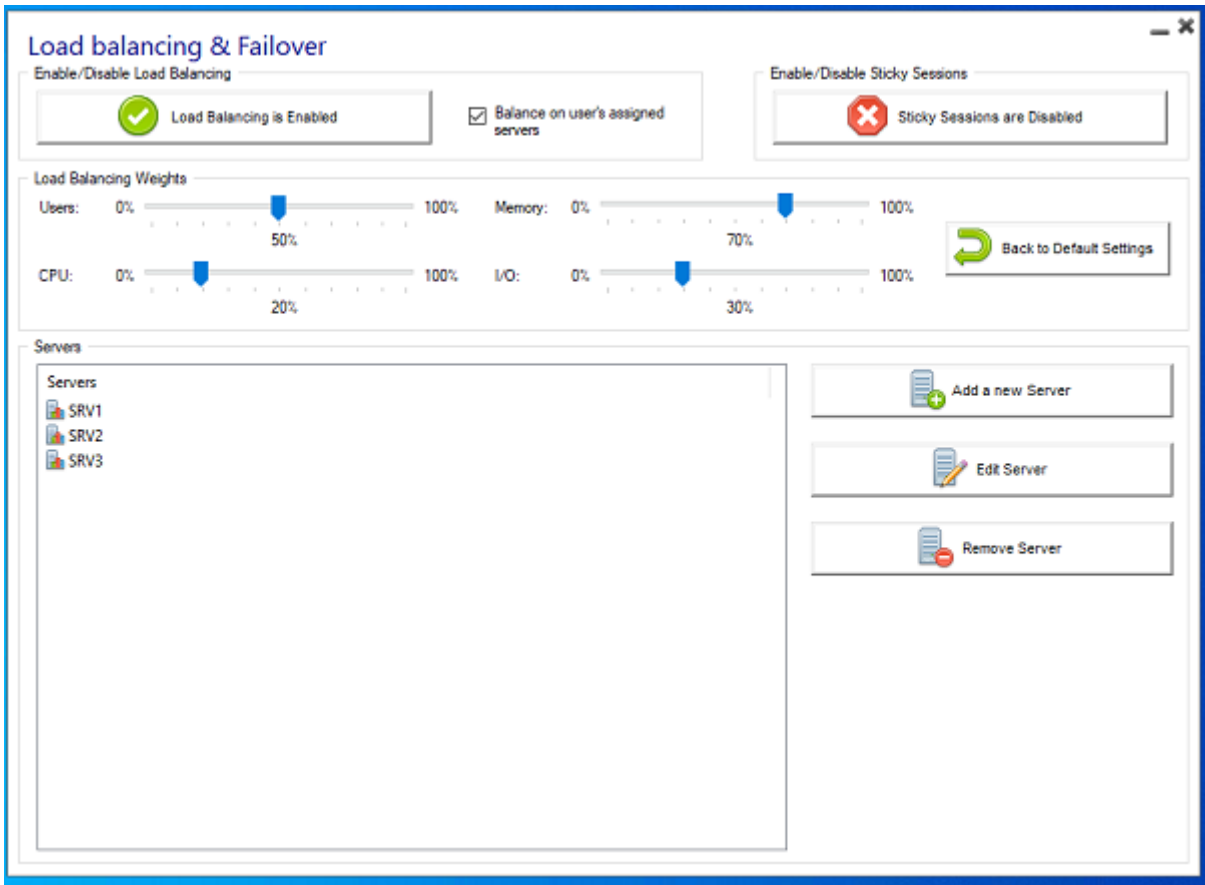 Load balancing & Failover
Enable/Disable Load Balancing
Enable/Disable Sticky Sessions
Load Balancing is Enabled
Balance on user's assigned
servers
Sticky Sessions are Disabled
Load Balancing Weights
Users: 0% 100% Memory: 0% 100%
50% 70%
Back to Default Settings
CPU: 0% 100% I/O: 0% 100%
20% 30%
Servers
Servers
SRV1
SRV2
SRV3
Add a new Server
Edit Server
Remove Server